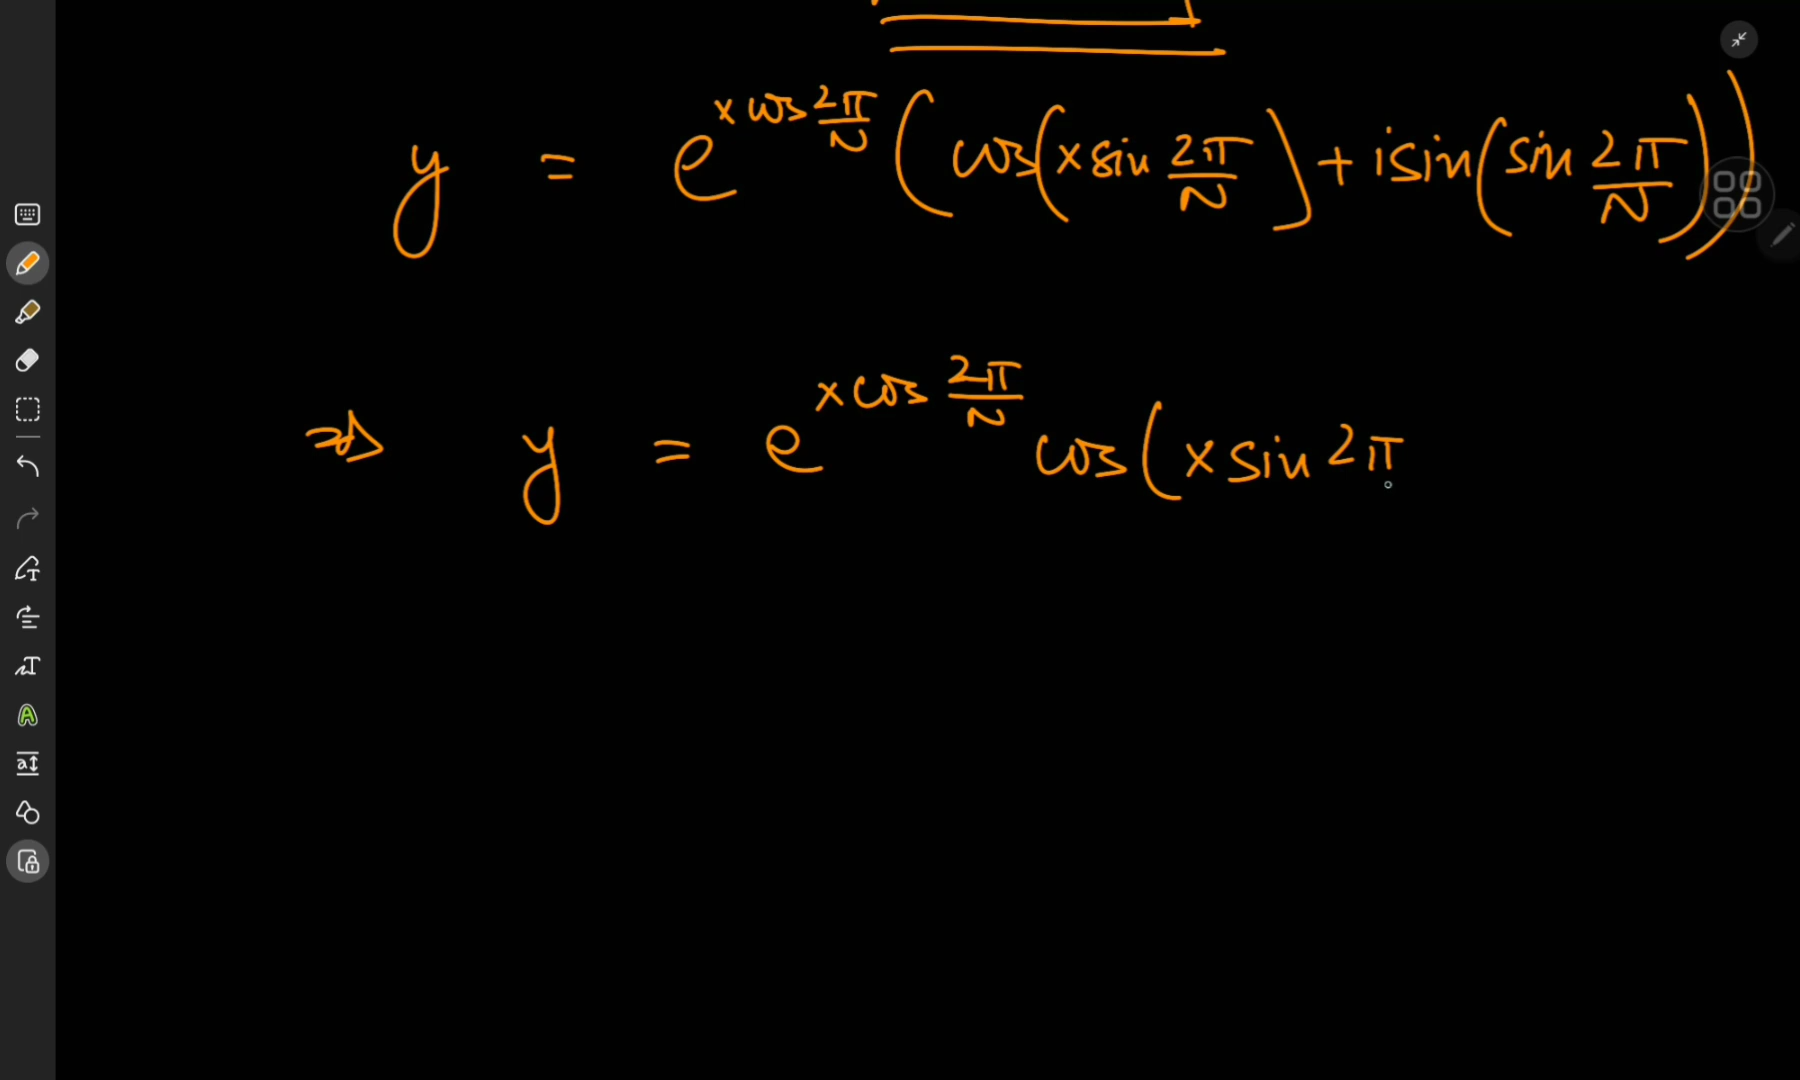 y = e^{x cos 2π/N} (cos(x sin 2π/N) + i sin(sin 2π/N))
⇒ y = e^{x cos 2π/N} cos(x sin 2π